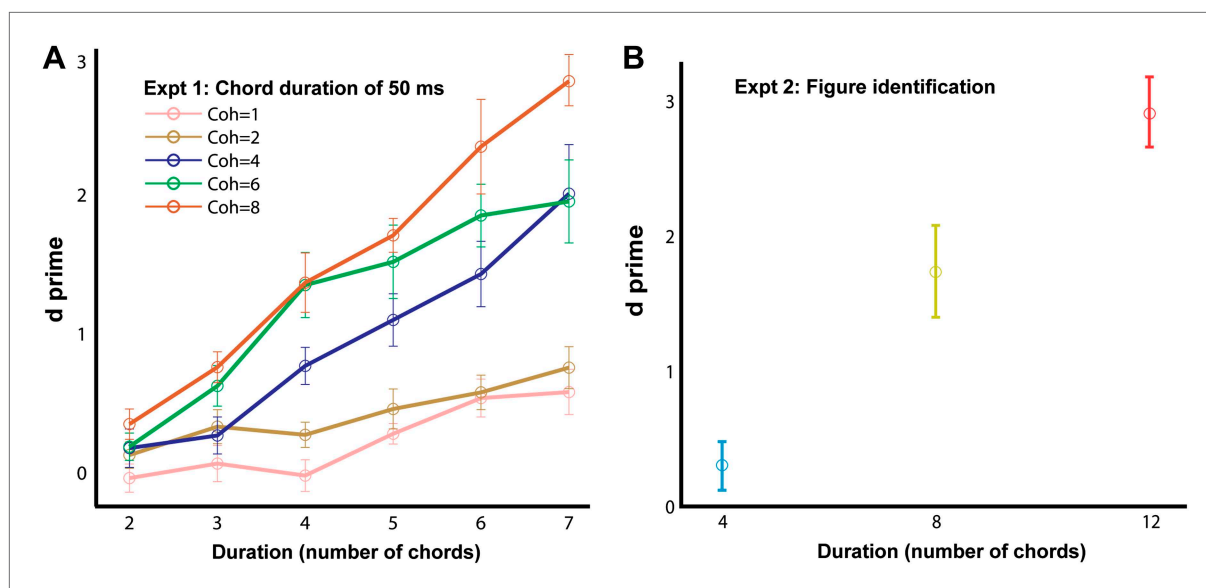 A
B
3
2
1
0
d prime
Expt 1: Chord duration of 50 ms
Coh=1
Coh=2
Coh=4
Coh=6
Coh=8
2 3 4 5 6 7
Duration (number of chords)
3
2
1
0
d prime
Expt 2: Figure identification
4 8 12
Duration (number of chords)